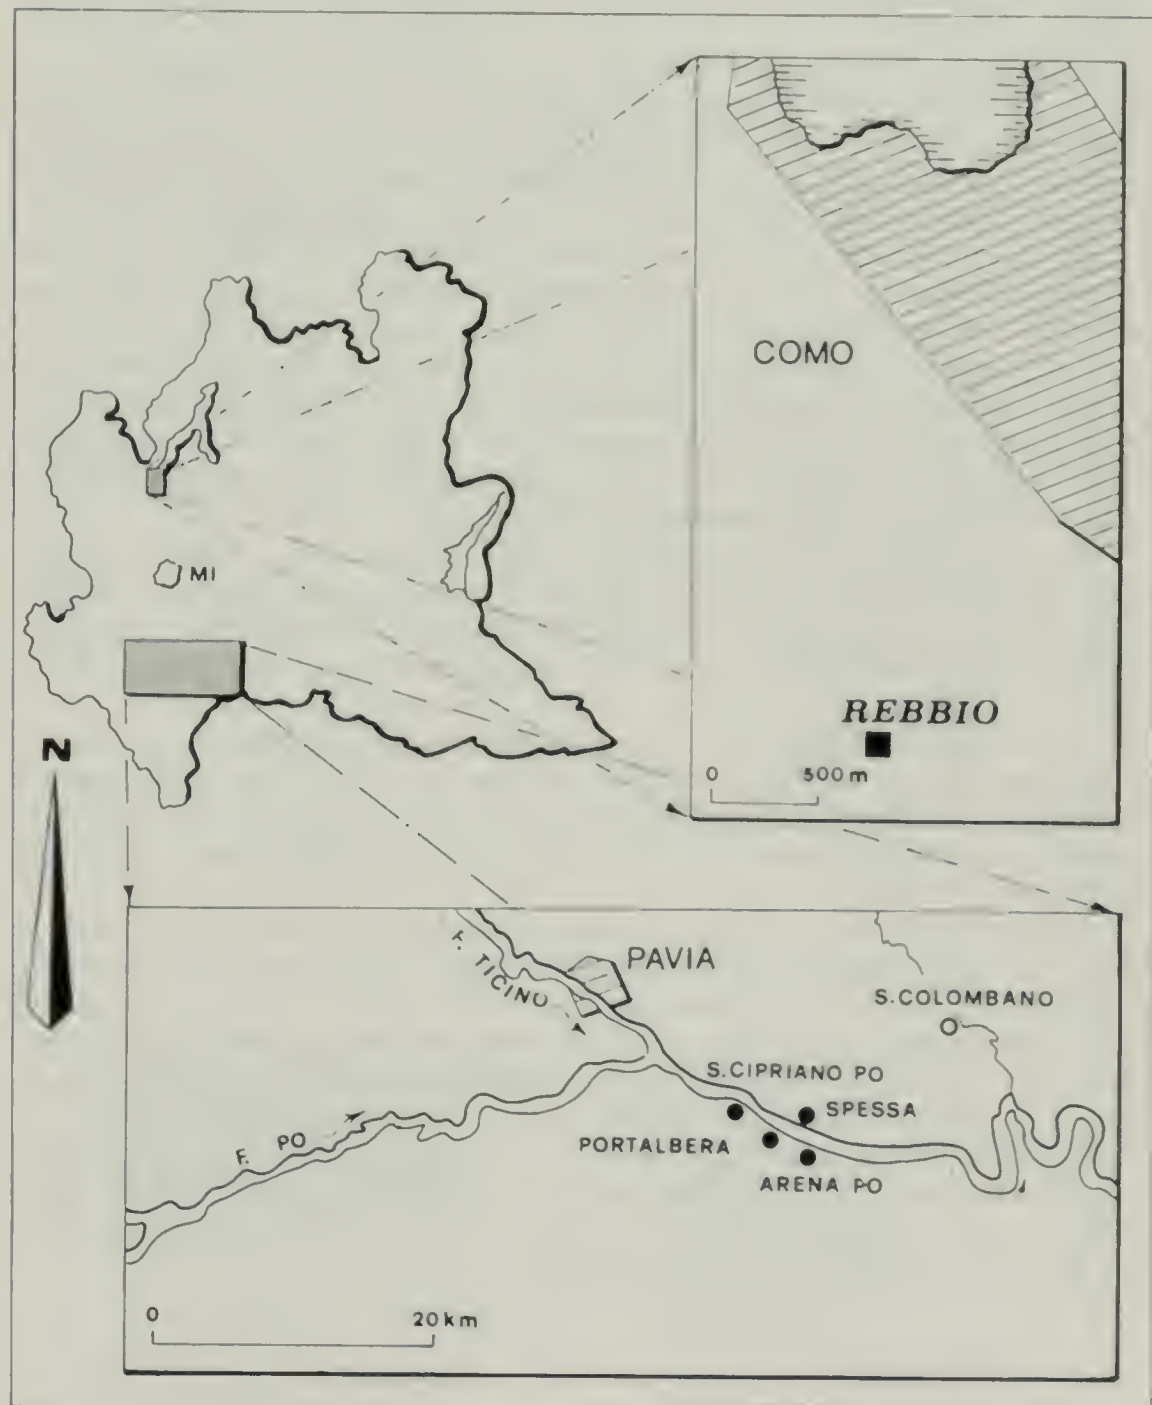 COMO
MI
REBBIO
0 500 m
N
PAVIA
F. TICINO
S.COLOMBANO
S.CIPRIANO PO
SPESSA
F. PO
PORTALBERA
ARENA PO
0 20 km